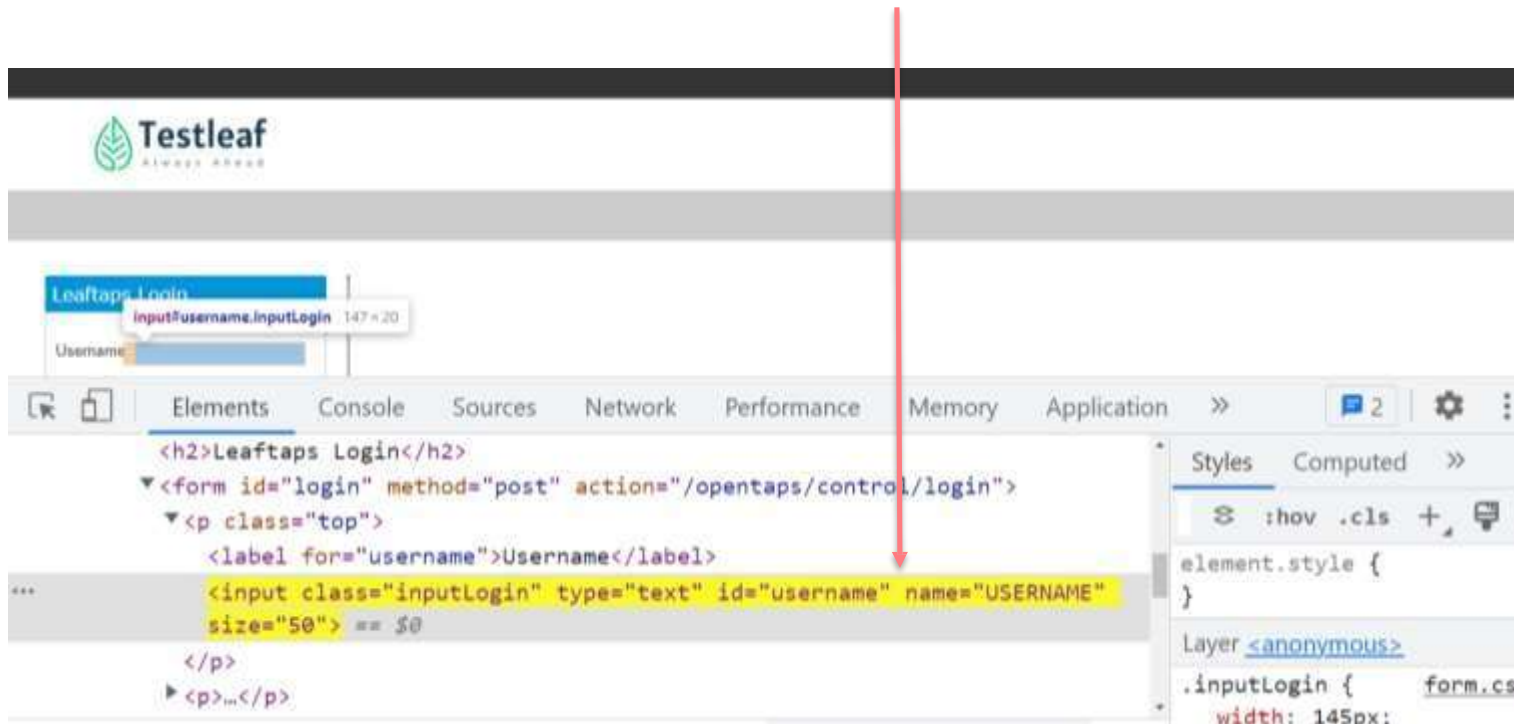 Testleaf
Always Ahead
Leaftaps Login
input#username.inputLogin 147 × 20
Username
Elements Console Sources Network Performance Memory Application » 2
<h2>Leaftaps Login</h2>
▼<form id="login" method="post" action="/opentaps/control/login">
▼<p class="top">
<label for="username">Username</label>
<input class="inputLogin" type="text" id="username" name="USERNAME"
size="50"> == $0
</p>
▶<p>…</p>
Styles Computed »
:hov .cls +
element.style {
}
Layer <anonymous>
.inputLogin { form.cs
width: 145px;